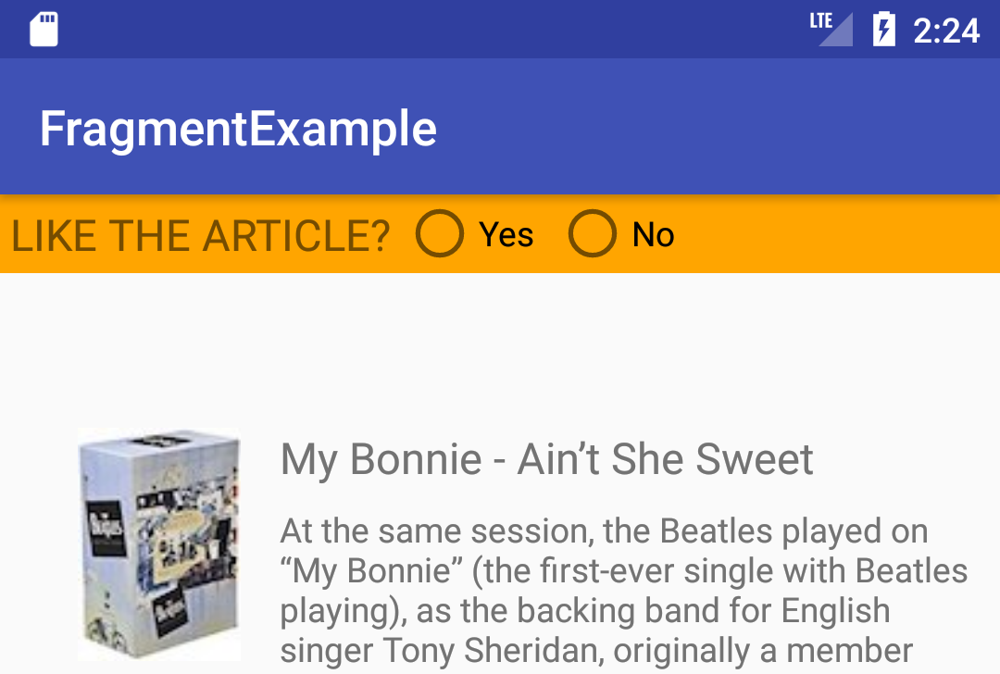 LTE 2:24
FragmentExample
LIKE THE ARTICLE? Yes No
My Bonnie - Ain’t She Sweet
At the same session, the Beatles played on
“My Bonnie” (the first-ever single with Beatles
playing), as the backing band for English
singer Tony Sheridan, originally a member